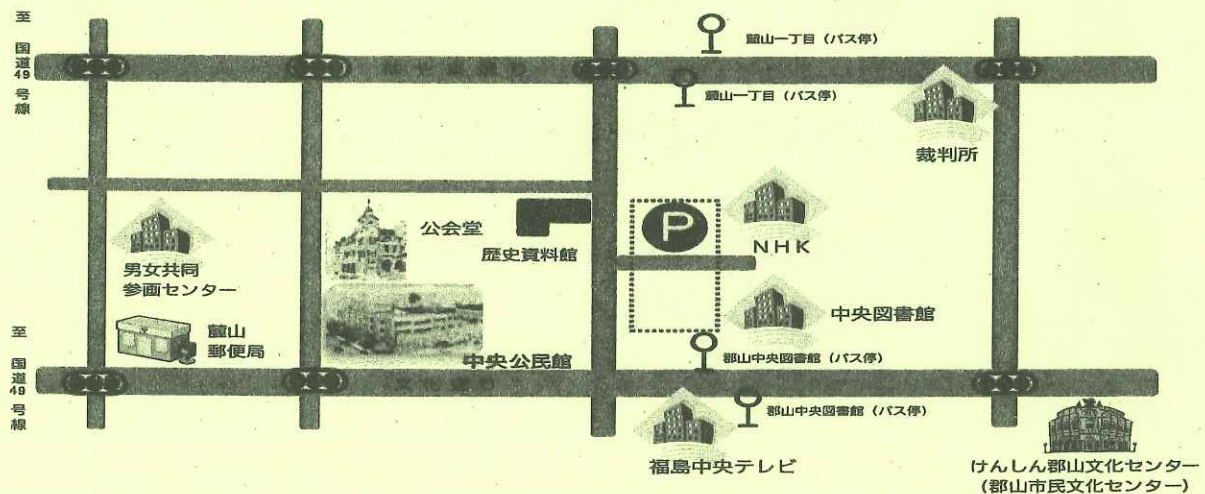 至 国道49号線
麓山一丁目（バス停）
麓山一丁目（バス停）
裁判所
公会堂
歴史資料館
P
NHK
男女共同
参画センター
中央図書館
麓山
郵便局
中央公民館
郡山中央図書館（バス停）
至 国道49号線
郡山中央図書館（バス停）
福島中央テレビ
けんしん郡山文化センター
（郡山市民文化センター）